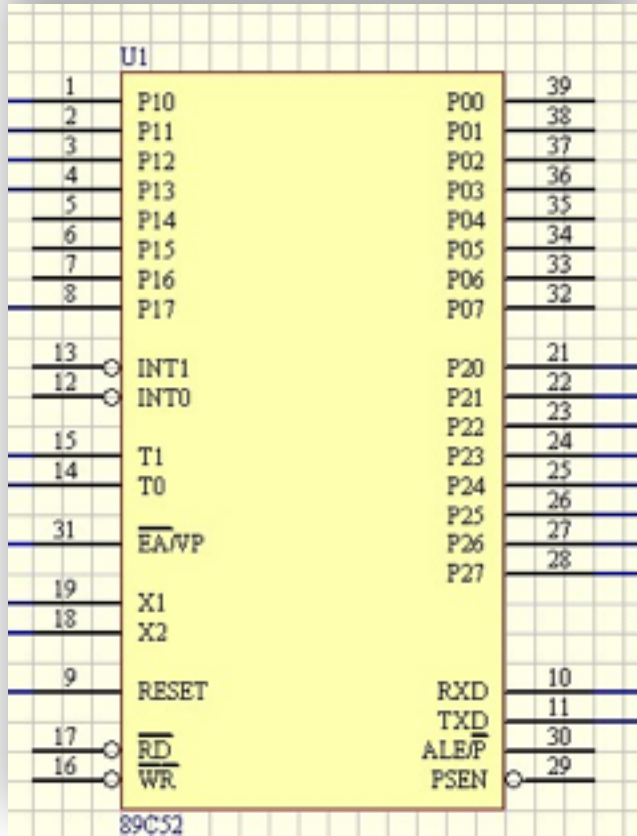 U1
1 P10 P00 39
2 P11 P01 38
3 P12 P02 37
4 P13 P03 36
5 P14 P04 35
6 P15 P05 34
7 P16 P06 33
8 P17 P07 32
13 INT1 P20 21
12 INT0 P21 22
P22 23
15 T1 P23 24
14 T0 P24 25
P25 26
31 EA/VP P26 27
P27 28
19 X1
18 X2
9 RESET RXD 10
TXD 11
17 RD ALE/P 30
16 WR PSEN 29
89C52